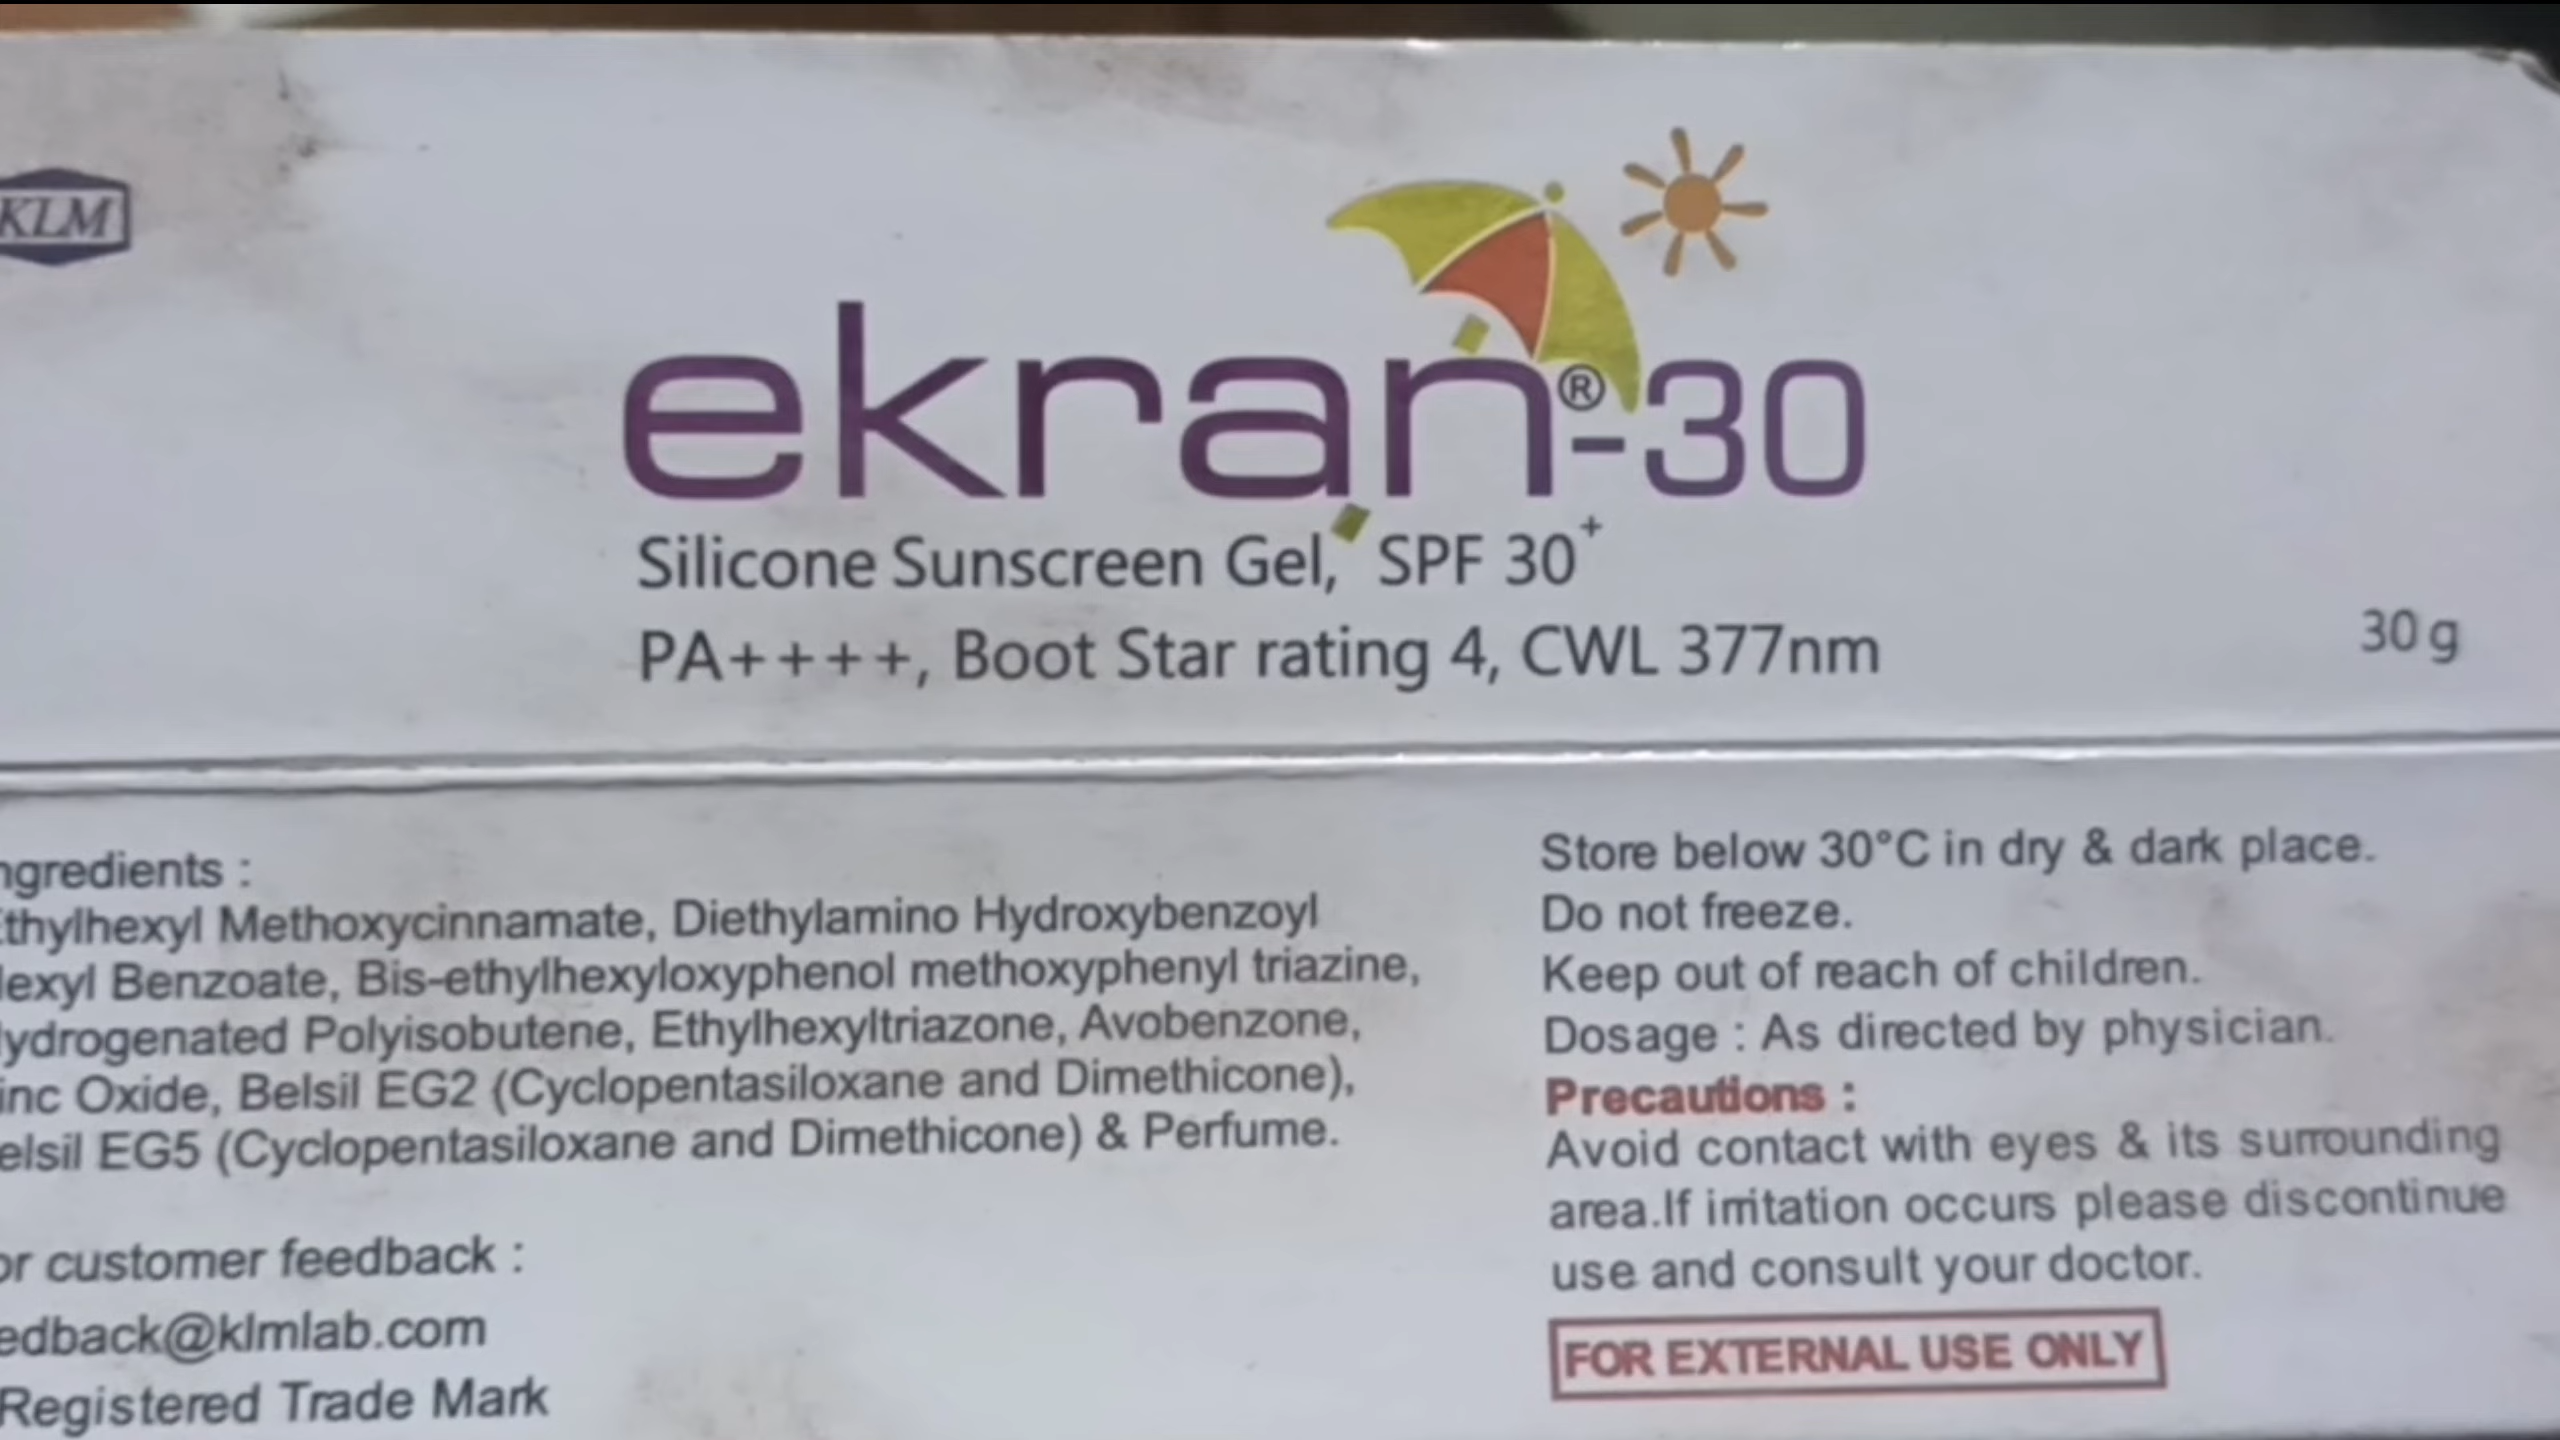 KLM
ekran®-30
Silicone Sunscreen Gel, SPF 30+
PA++++, Boot Star rating 4, CWL 377nm
30 g
ngredients :
thylhexyl Methoxycinnamate, Diethylamino Hydroxybenzoyl
exyl Benzoate, Bis-ethylhexyloxyphenol methoxyphenyl triazine,
ydrogenated Polyisobutene, Ethylhexyltriazone, Avobenzone,
inc Oxide, Belsil EG2 (Cyclopentasiloxane and Dimethicone),
elsil EG5 (Cyclopentasiloxane and Dimethicone) & Perfume.
or customer feedback :
edback@klmlab.com
Registered Trade Mark
Store below 30°C in dry & dark place.
Do not freeze.
Keep out of reach of children.
Dosage : As directed by physician.
Precautions :
Avoid contact with eyes & its surrounding
area.If irritation occurs please discontinue
use and consult your doctor.
FOR EXTERNAL USE ONLY